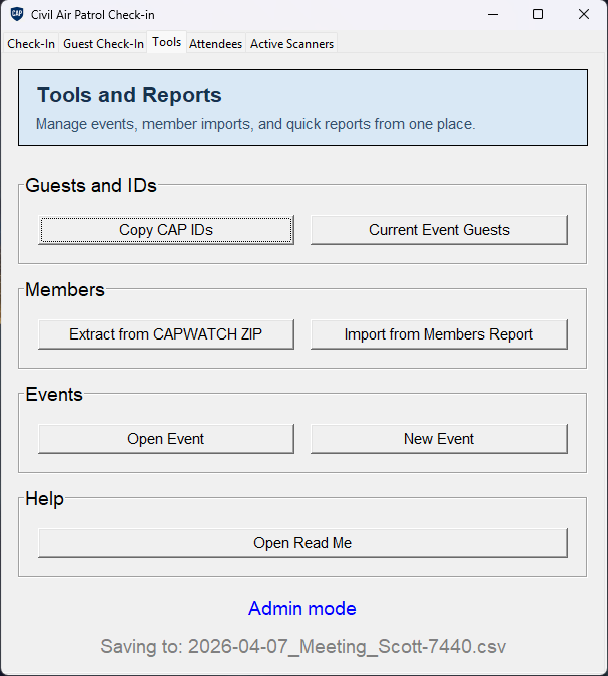 CAP Civil Air Patrol Check-in
Check-In Guest Check-In Tools Attendees Active Scanners
Tools and Reports
Manage events, member imports, and quick reports from one place.
Guests and IDs
Copy CAP IDs Current Event Guests
Members
Extract from CAPWATCH ZIP Import from Members Report
Events
Open Event New Event
Help
Open Read Me
Admin mode
Saving to: 2026-04-07_Meeting_Scott-7440.csv